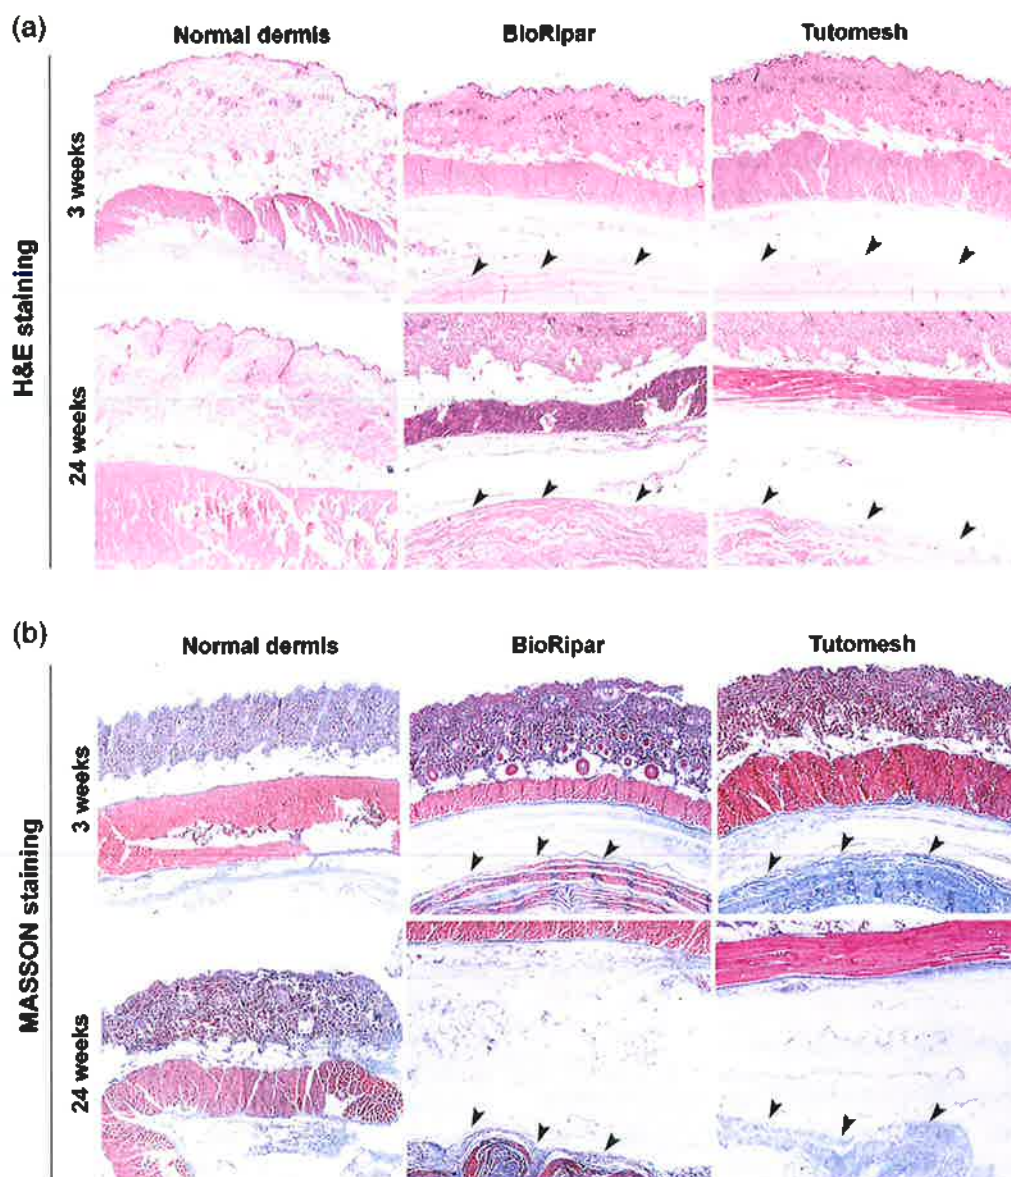 (a)
Normal dermis BioRipar Tutomesh
H&E staining
3 weeks
24 weeks
(b)
Normal dermis BioRipar Tutomesh
MASSON staining
3 weeks
24 weeks